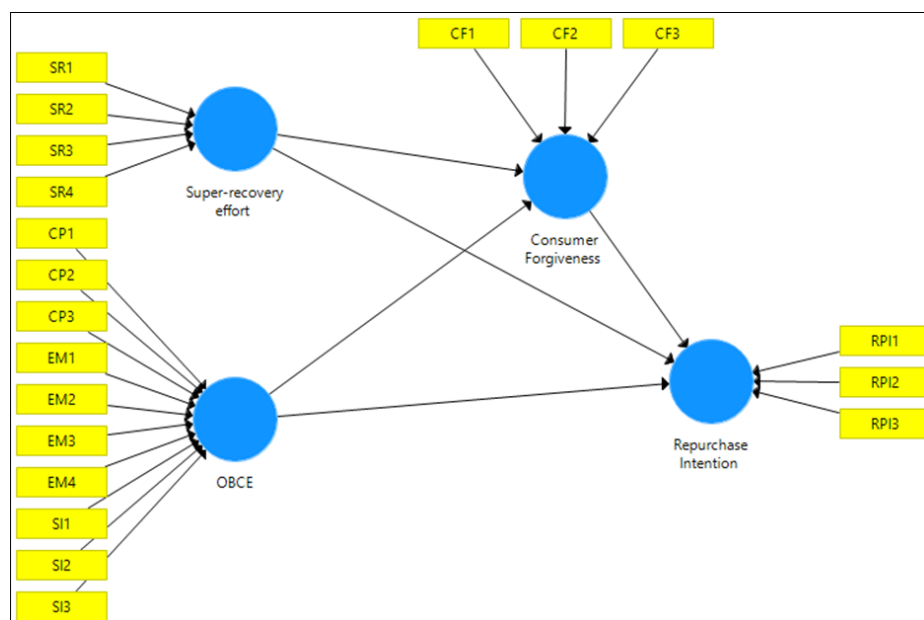 CF1
CF2
CF3
SR1
SR2
SR3
SR4
Super-recovery
effort
Consumer
Forgiveness
CP1
CP2
CP3
EM1
EM2
EM3
EM4
SI1
SI2
SI3
OBCE
RPI1
RPI2
RPI3
Repurchase
Intention